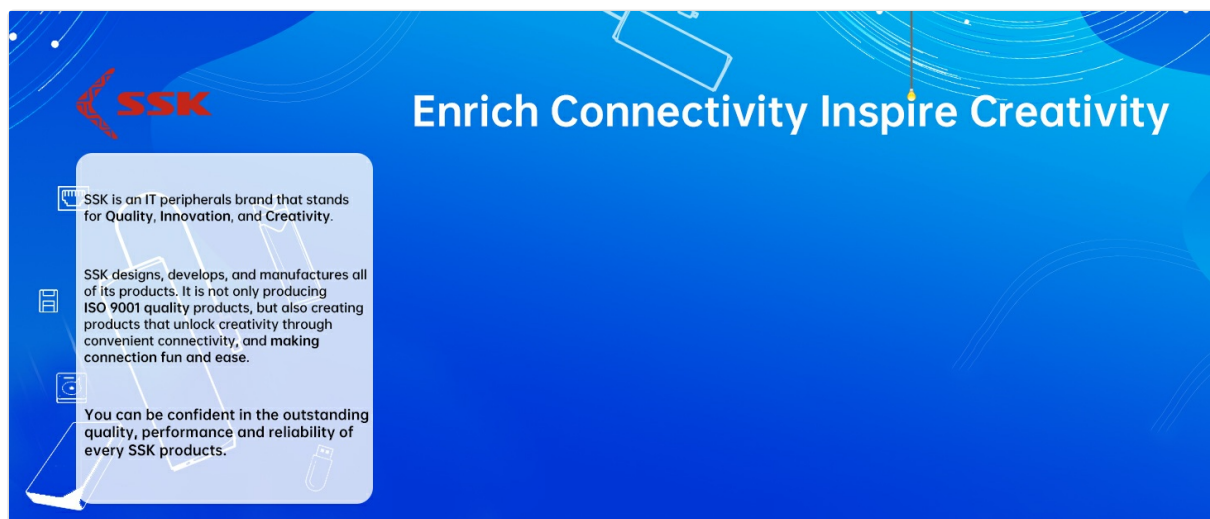 SSK
Enrich Connectivity Inspire Creativity
SSK is an IT peripherals brand that stands
for Quality, Innovation, and Creativity.
SSK designs, develops, and manufactures all
of its products. It is not only producing
ISO 9001 quality products, but also creating
products that unlock creativity through
convenient connectivity, and making
connection fun and ease.
You can be confident in the outstanding
quality, performance and reliability of
every SSK products.